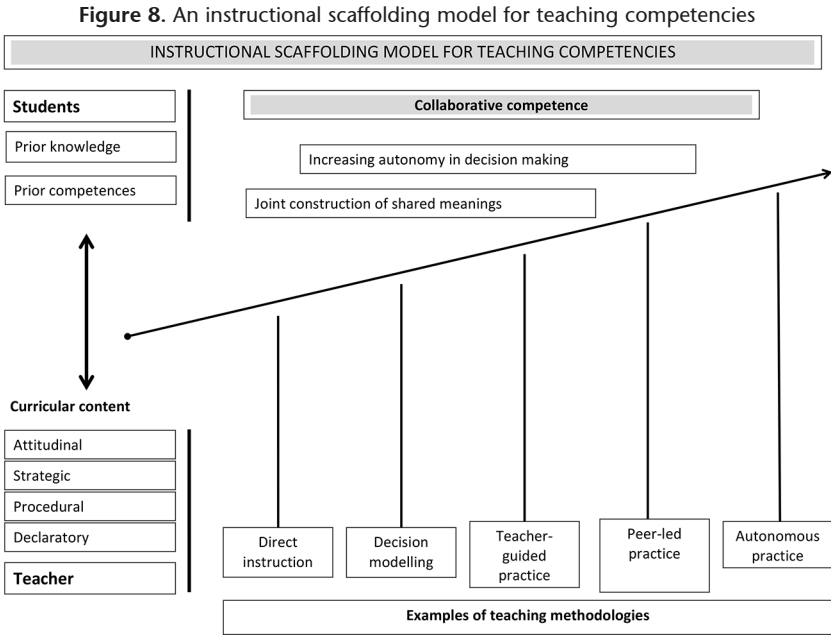 Figure 8. An instructional scaffolding model for teaching competencies
INSTRUCTIONAL SCAFFOLDING MODEL FOR TEACHING COMPETENCIES
Students
Prior knowledge
Prior competences
Collaborative competence
Increasing autonomy in decision making
Joint construction of shared meanings
Curricular content
Attitudinal
Strategic
Procedural
Declaratory
Teacher
Direct
instruction
Decision
modelling
Teacher-
guided
practice
Peer-led
practice
Autonomous
practice
Examples of teaching methodologies